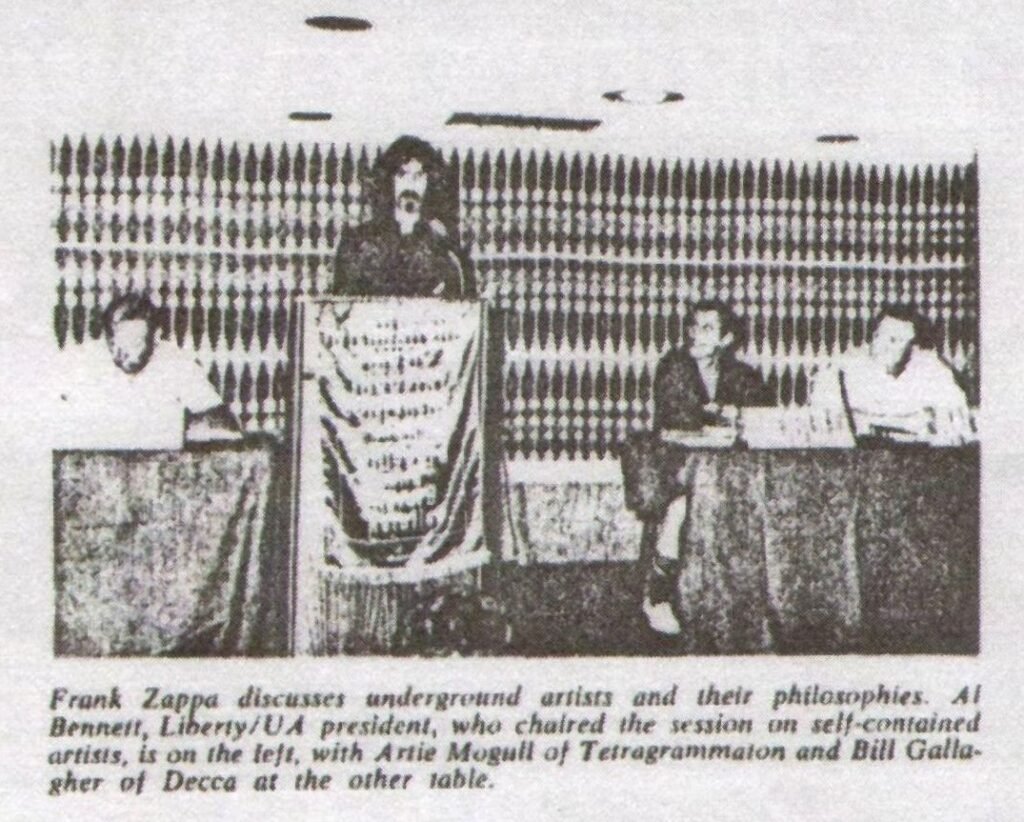 Frank Zappa discusses underground artists and their philosophies. Al
Bennett, Liberty/UA president, who chaired the session on self-contained
artists, is on the left, with Artie Mogull of Tetragrammaton and Bill Galla-
gher of Decca at the other table.